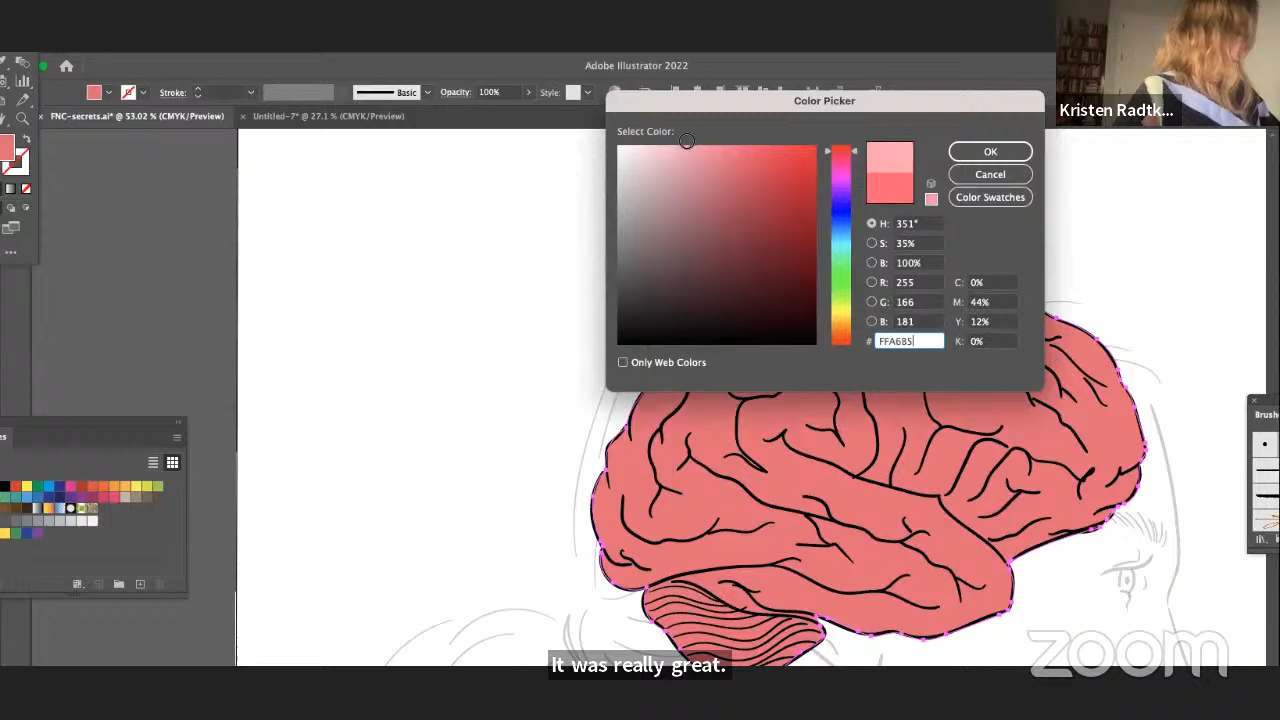 Adobe Illustrator 2022
Stroke:
Basic
Opacity:
100%
Style:
FNC-secrets.ai* @ 53.02 % (CMYK/Preview)
Untitled-7* @ 27.1 % (CMYK/Preview)
Color Picker
Kristen Radtk...
Select Color:
OK
Cancel
Color Swatches
H: 351°
S: 35%
B: 100%
R: 255
C: 0%
G: 166
M: 44%
B: 181
Y: 12%
# FFA6B5
K: 0%
Only Web Colors
Brushe
es
zoom
It was really great.